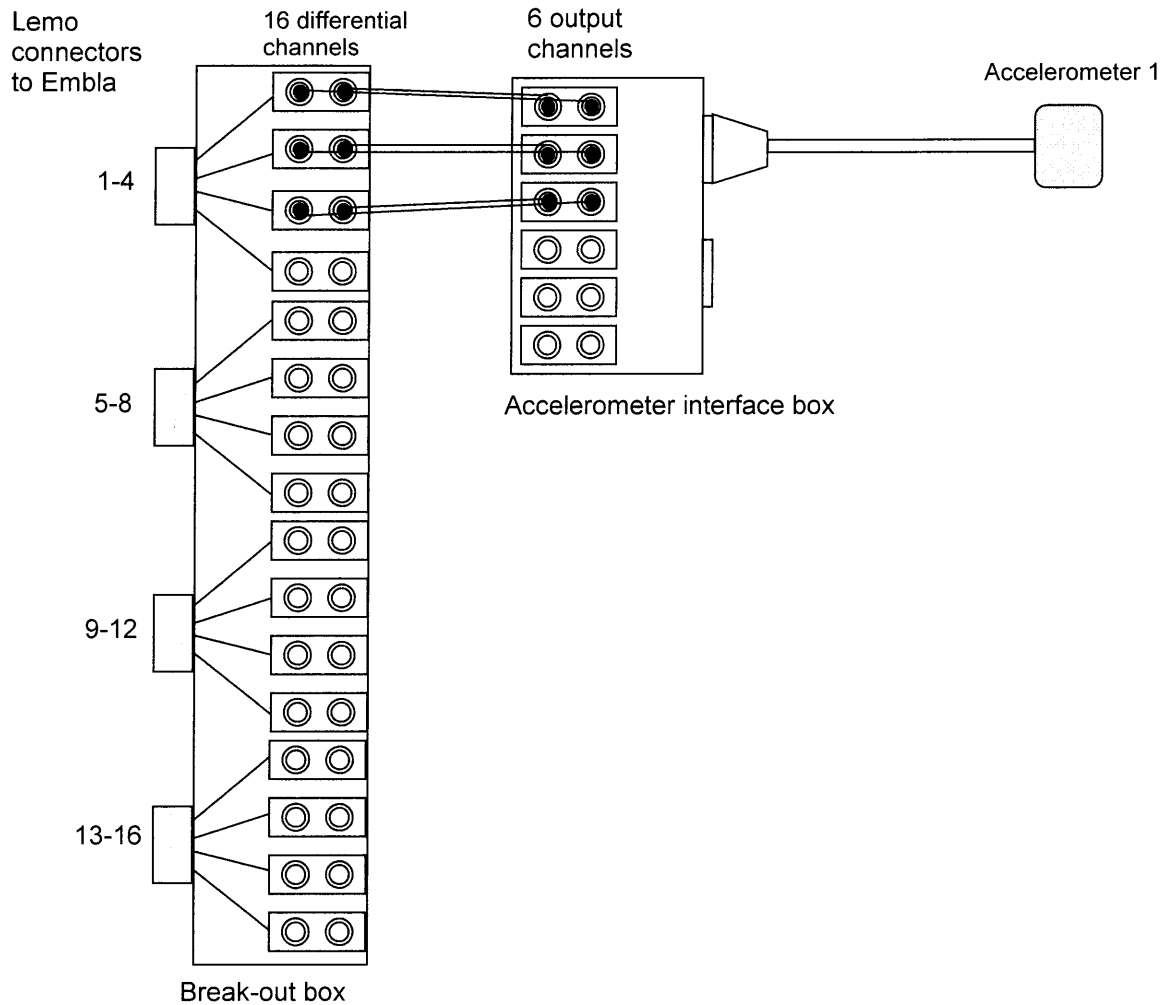 Lemo
connectors
to Embla
16 differential
channels
6 output
channels
Accelerometer 1
1-4
5-8
Accelerometer interface box
9-12
13-16
Break-out box